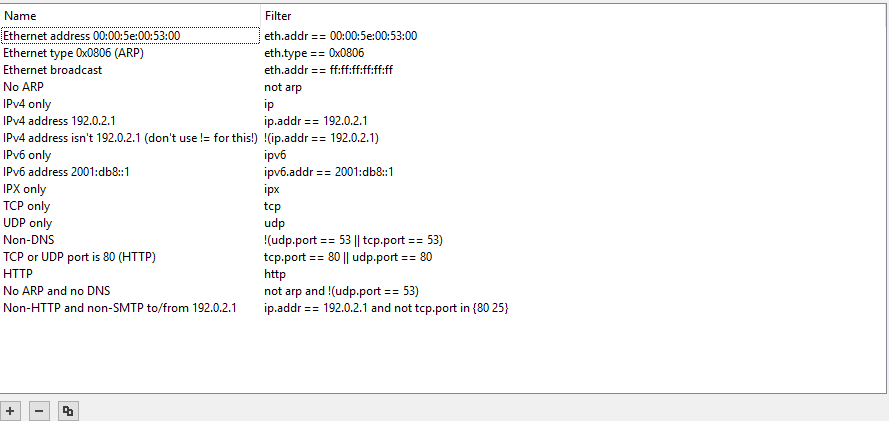 Name Filter
Ethernet address 00:00:5e:00:53:00 eth.addr == 00:00:5e:00:53:00
Ethernet type 0x0806 (ARP) eth.type == 0x0806
Ethernet broadcast eth.addr == ff:ff:ff:ff:ff:ff
No ARP not arp
IPv4 only ip
IPv4 address 192.0.2.1 ip.addr == 192.0.2.1
IPv4 address isn't 192.0.2.1 (don't use != for this!) !(ip.addr == 192.0.2.1)
IPv6 only ipv6
IPv6 address 2001:db8::1 ipv6.addr == 2001:db8::1
IPX only ipx
TCP only tcp
UDP only udp
Non-DNS !(udp.port == 53 || tcp.port == 53)
TCP or UDP port is 80 (HTTP) tcp.port == 80 || udp.port == 80
HTTP http
No ARP and no DNS not arp and !(udp.port == 53)
Non-HTTP and non-SMTP to/from 192.0.2.1 ip.addr == 192.0.2.1 and not tcp.port in {80 25}